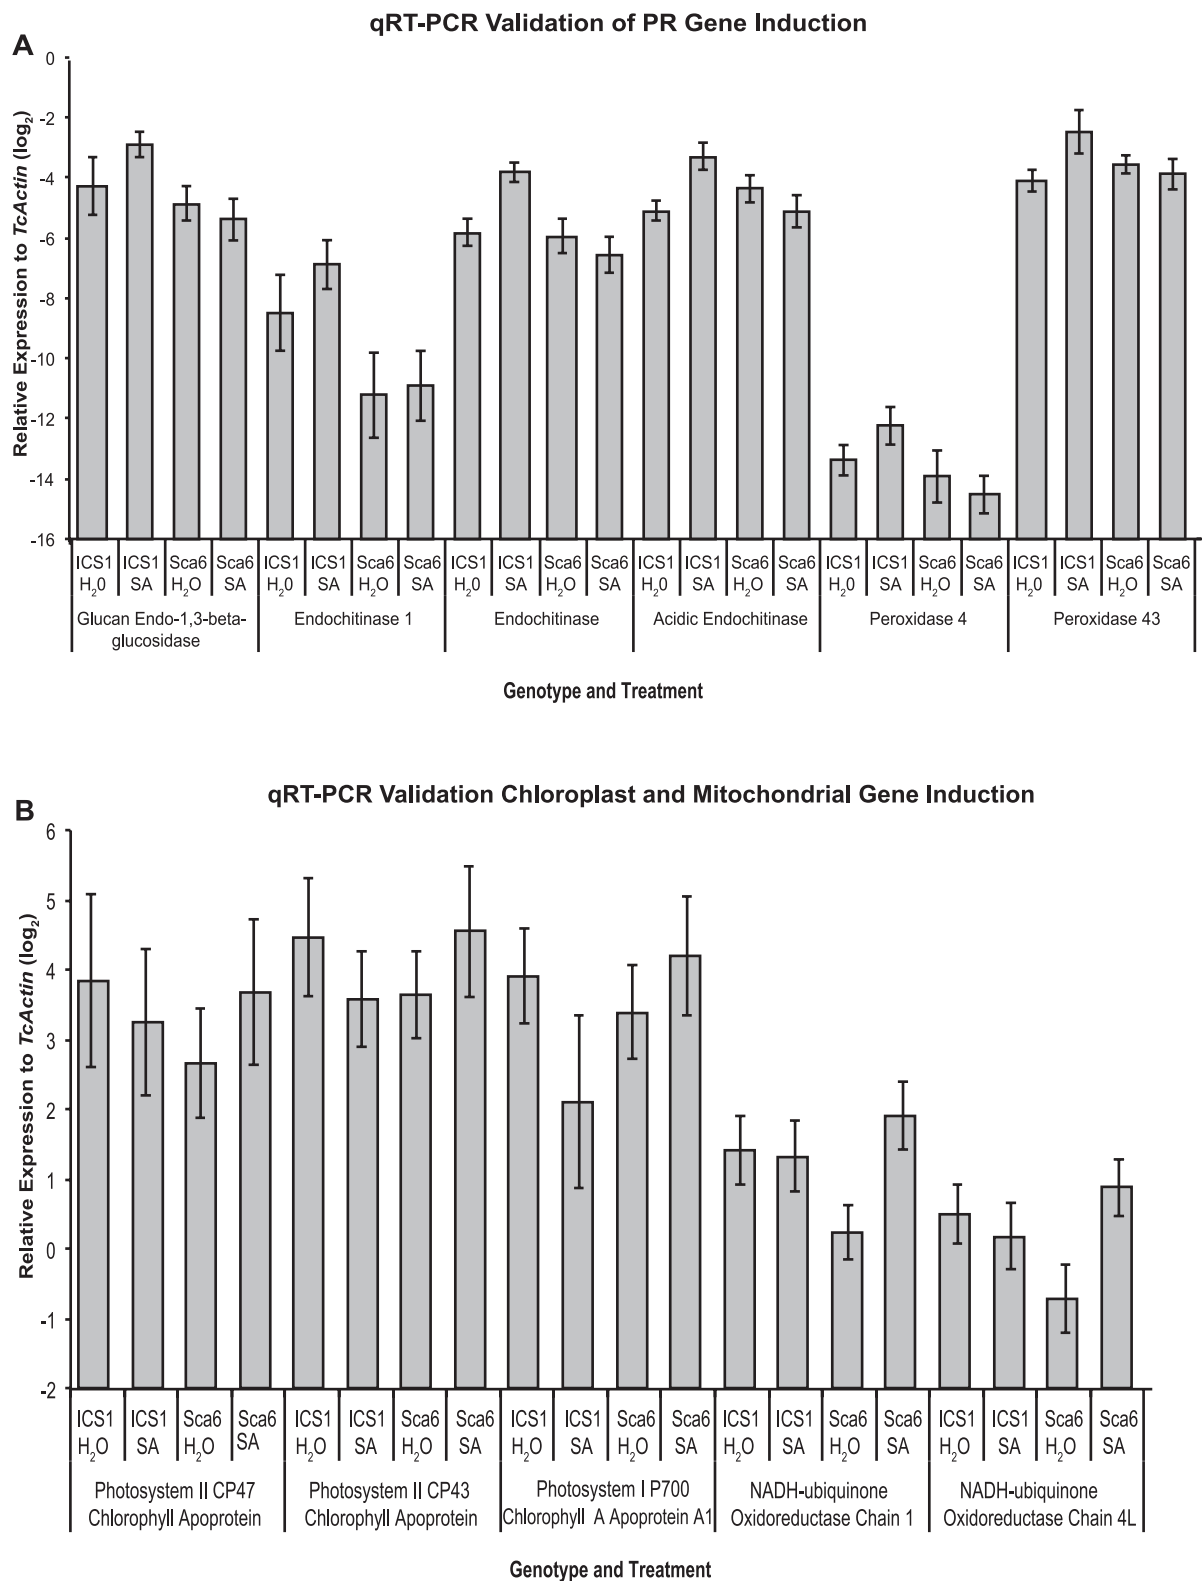 qRT-PCR Validation of PR Gene Induction
A
Relative Expression to TcActin (log₂)
0
-2
-4
-6
-8
-10
-12
-14
-16
ICS1 ICS1 Sca6 Sca6 ICS1 ICS1 Sca6 Sca6 ICS1 ICS1 Sca6 Sca6 ICS1 ICS1 Sca6 Sca6 ICS1 ICS1 Sca6 Sca6 ICS1 ICS1 Sca6 Sca6
H₂0 SA H₂O SA H₂0 SA H₂O SA H₂0 SA H₂O SA H₂0 SA H₂O SA H₂0 SA H₂O SA H₂0 SA H₂O SA
Glucan Endo-1,3-beta- Endochitinase 1 Endochitinase Acidic Endochitinase Peroxidase 4 Peroxidase 43
glucosidase
Genotype and Treatment
qRT-PCR Validation Chloroplast and Mitochondrial Gene Induction
B
Relative Expression to TcActin (log₂)
6
5
4
3
2
1
0
-1
-2
ICS1 ICS1 Sca6 Sca6 ICS1 ICS1 Sca6 Sca6 ICS1 ICS1 Sca6 Sca6 ICS1 ICS1 Sca6 Sca6 ICS1 ICS1 Sca6 Sca6
H₂O SA H₂O SA H₂O SA H₂O SA H₂O SA H₂O SA H₂O SA H₂O SA H₂O SA H₂O SA
Photosystem II CP47 Photosystem II CP43 Photosystem I P700 NADH-ubiquinone NADH-ubiquinone
Chlorophyll Apoprotein Chlorophyll Apoprotein Chlorophyll A Apoprotein A1 Oxidoreductase Chain 1 Oxidoreductase Chain 4L
Genotype and Treatment